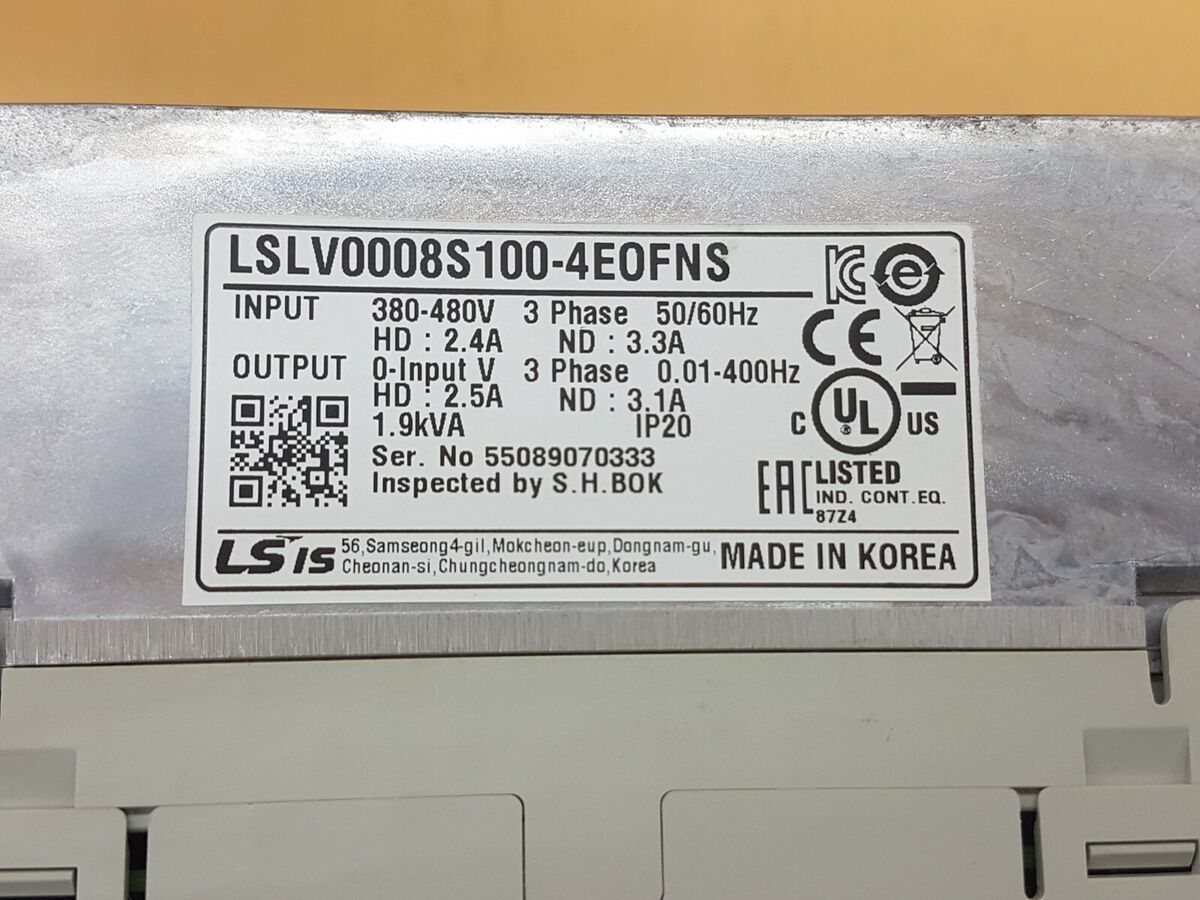 LSLV0008S100-4EOFNS
INPUT 380-480V 3 Phase 50/60Hz
HD : 2.4A ND : 3.3A
OUTPUT 0-Input V 3 Phase 0.01-400Hz
HD : 2.5A ND : 3.1A
1.9kVA IP20
Ser. No 55089070333
Inspected by S.H.BOK
KC e
CE
C UL US
EAC LISTED
IND. CONT.EQ.
87Z4
LS IS 56,Samseong4-gil,Mokcheon-eup,Dongnam-gu,
Cheonan-si,Chungcheongnam-do,Korea
MADE IN KOREA